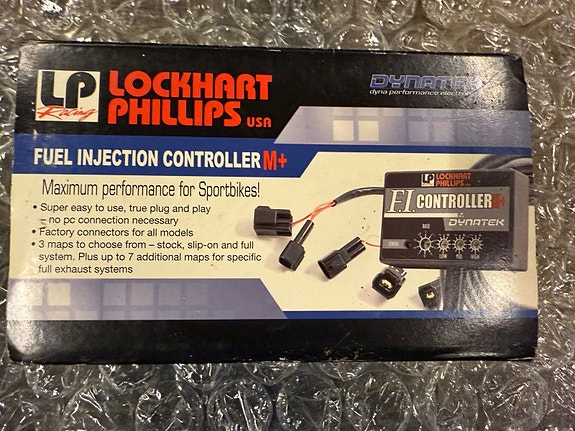 LP
Racing
LOCKHART
PHILLIPS USA
DYNATEK
dyna performance electronics
FUEL INJECTION CONTROLLER M+
Maximum performance for Sportbikes!
• Super easy to use, true plug and play
– no pc connection necessary
• Factory connectors for all models
• 3 maps to choose from – stock, slip-on and full
system. Plus up to 7 additional maps for specific
full exhaust systems
LP LOCKHART
PHILLIPS
F.I. CONTROLLER M+
DYNATEK
BASE
STATUS